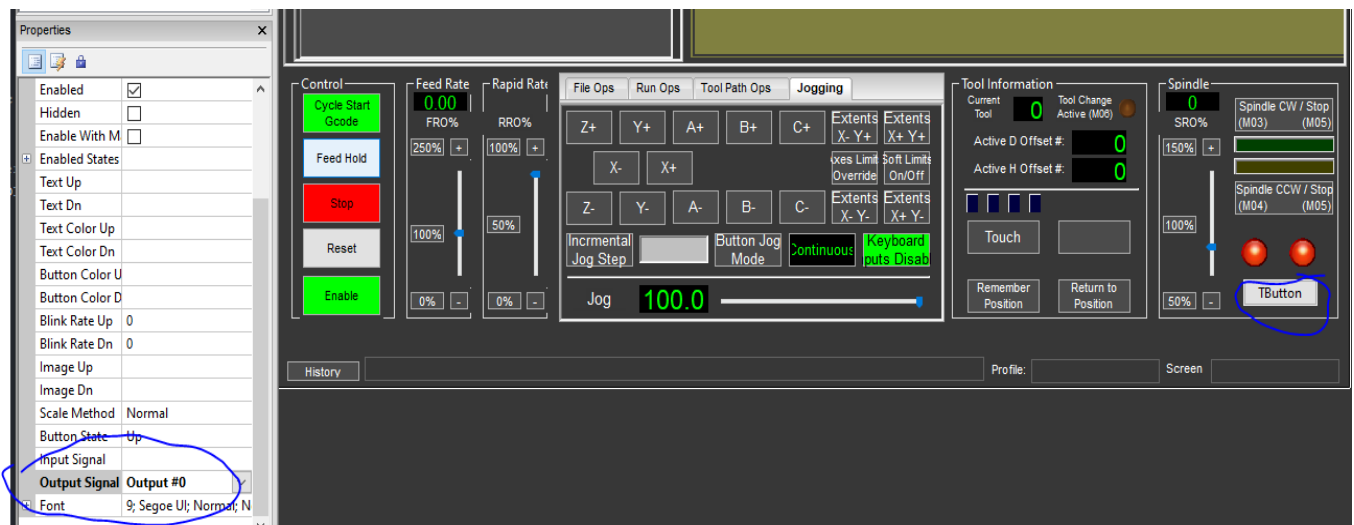 Properties
Enabled
Hidden
Enable With M
Enabled States
Text Up
Text Dn
Text Color Up
Text Color Dn
Button Color U
Button Color D
Blink Rate Up 0
Blink Rate Dn 0
Image Up
Image Dn
Scale Method Normal
Button State Up
Input Signal
Output Signal Output #0
Font 9; Segoe UI; Normal; N
Control
Cycle Start
Gcode
Feed Hold
Stop
Reset
Enable
Feed Rate
0.00
FRO%
250% +
100%
0% -
Rapid Rate
RRO%
100% +
50%
0% -
File Ops Run Ops Tool Path Ops Jogging
Z+ Y+ A+ B+ C+
Extents
X- Y+
Extents
X+ Y+
X- X+
xes Limit
Override
Soft Limits
On/Off
Z- Y- A- B- C-
Extents
X- Y-
Extents
X+ Y-
Incrmental
Jog Step
Button Jog
Mode
Continuous
Keyboard
puts Disab
Jog 100.0
Tool Information
Current
Tool
0
Tool Change
Active (M06)
Active D Offset #: 0
Active H Offset #: 0
Touch
Remember
Position
Return to
Position
Spindle
0
SRO%
150% +
100%
50% -
Spindle CW / Stop
(M03) (M05)
Spindle CCW / Stop
(M04) (M05)
TButton
History
Profile:
Screen